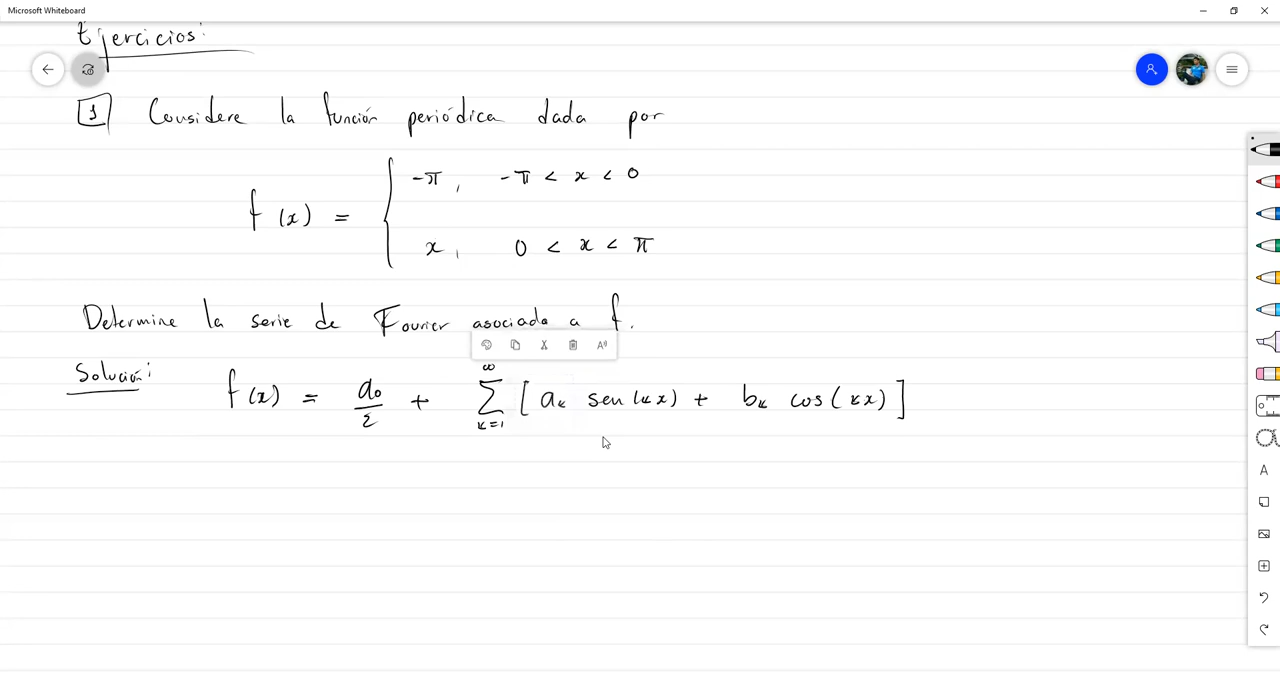 Microsoft Whiteboard
Ejercicios:
1 Considere la función periódica dada por
f(x) = { -π, -π < x < 0
x, 0 < x < π
Determine la serie de Fourier asociada a f.
Solución: f(x) = a₀/2 + ∑_{k=1}^{∞} [ aₖ sen(kx) + bₖ cos(kx) ]